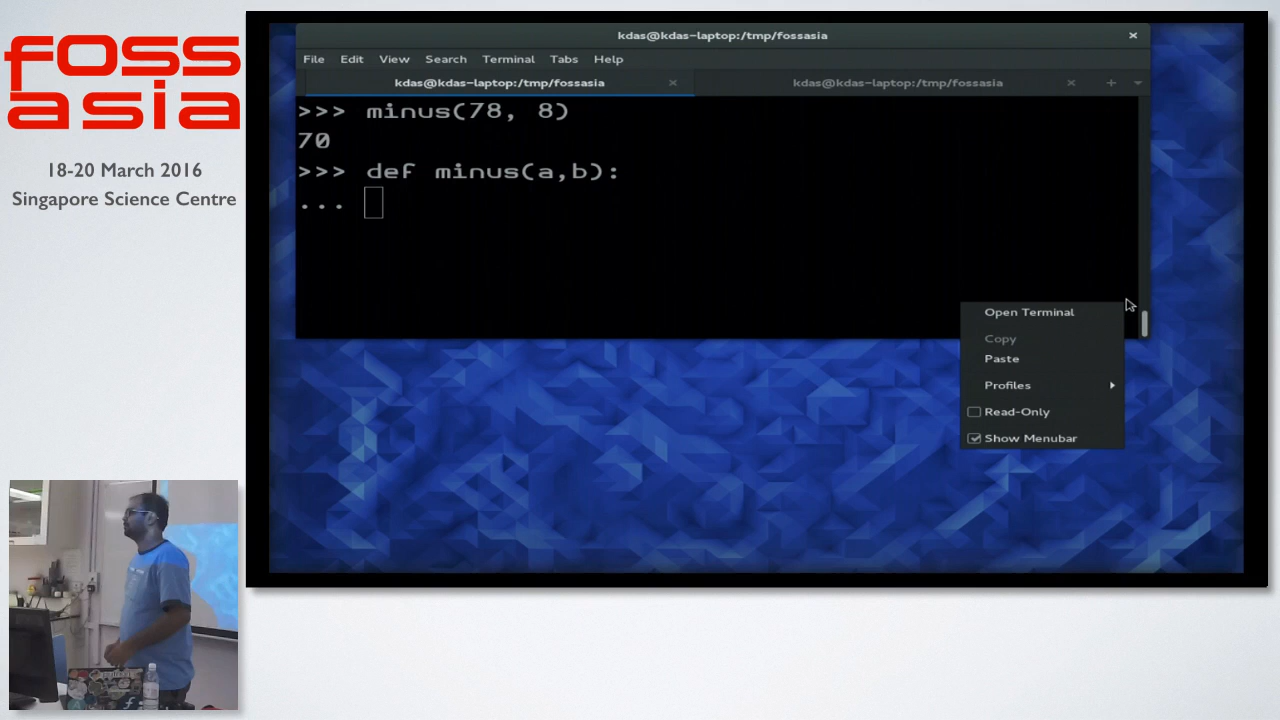 foss
asia
18-20 March 2016
Singapore Science Centre
kdas@kdas-laptop:/tmp/fossasia
File Edit View Search Terminal Tabs Help
kdas@kdas-laptop:/tmp/fossasia kdas@kdas-laptop:/tmp/fossasia
>>> minus(78, 8)
70
>>> def minus(a,b):
...
Open Terminal
Copy
Paste
Profiles
Read-Only
Show Menubar